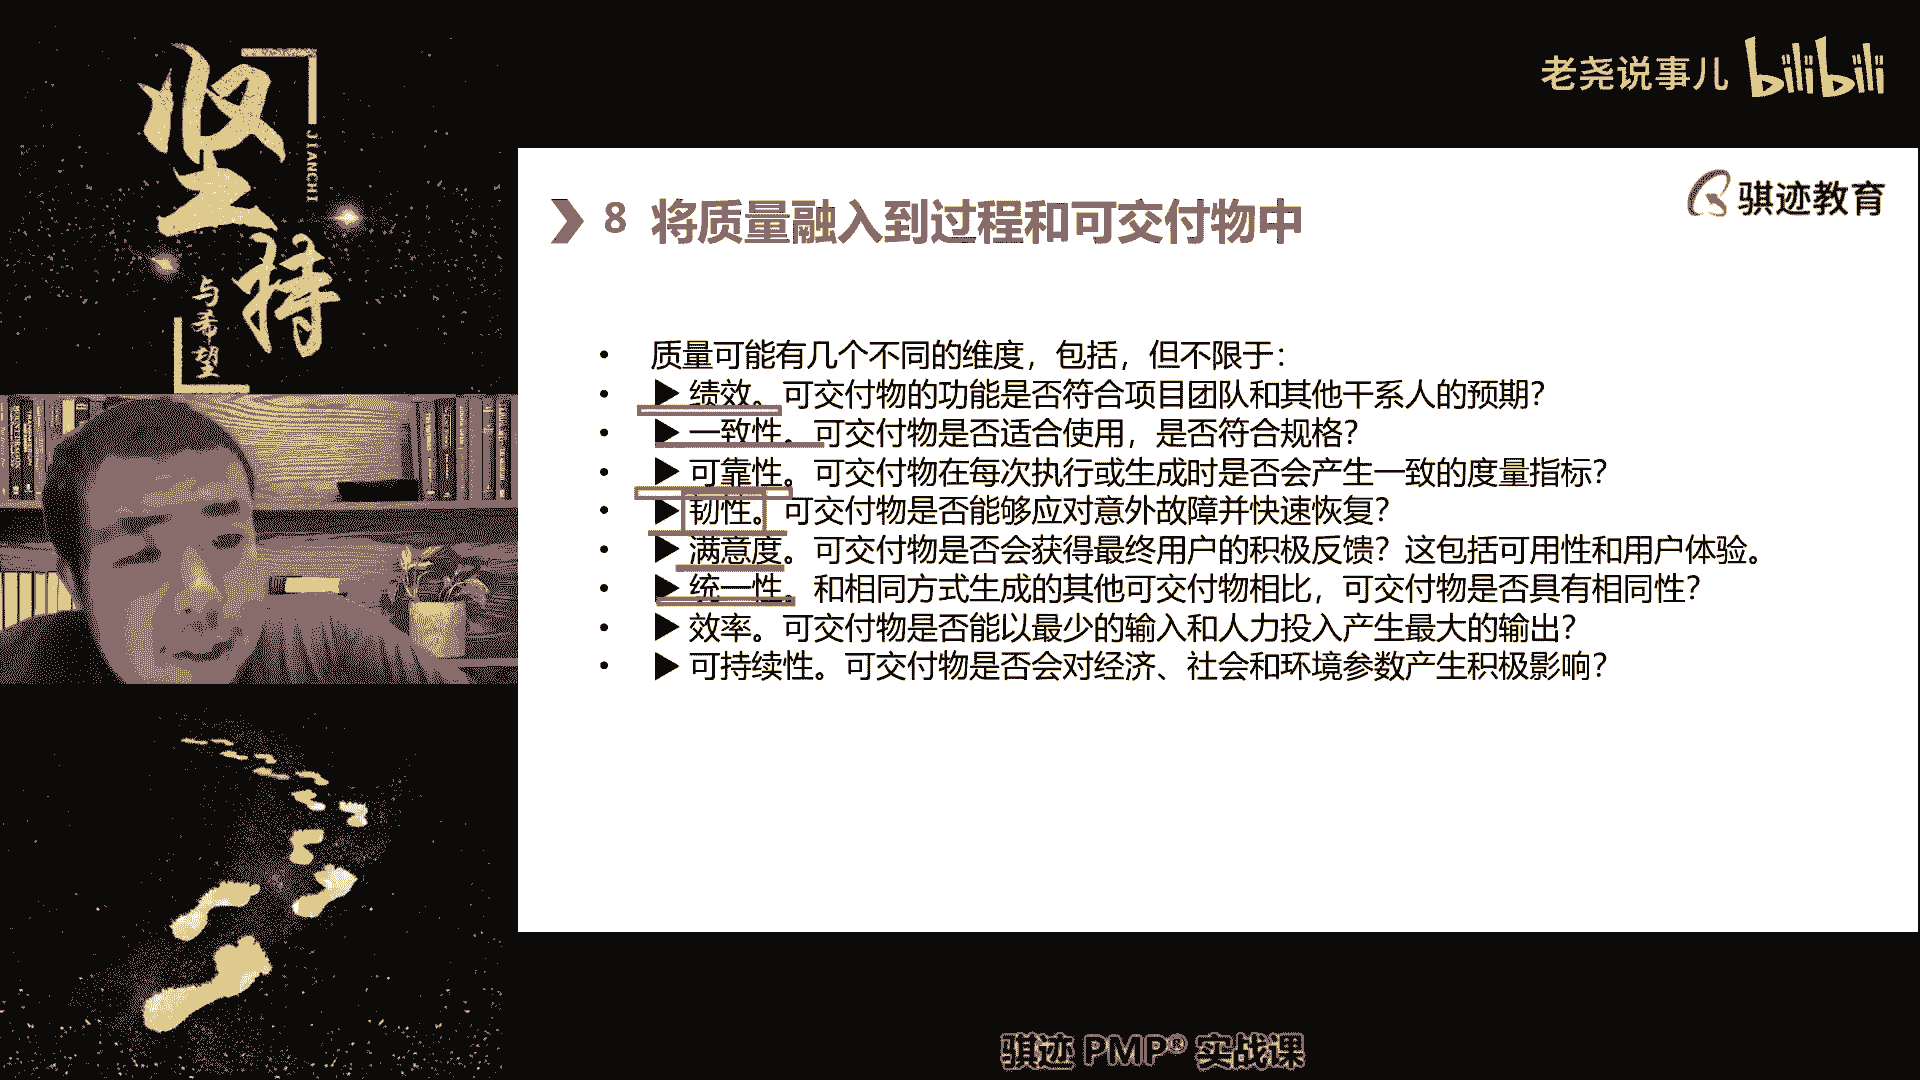 坚持
JIANCHI
与希望
老尧说事儿 bilibili
骐迹教育
8 将质量融入到过程和可交付物中
• 质量可能有几个不同的维度，包括，但不限于：
• ▶ 绩效。可交付物的功能是否符合项目团队和其他干系人的预期？
• ▶ 一致性。可交付物是否适合使用，是否符合规格？
• ▶ 可靠性。可交付物在每次执行或生成时是否会产生一致的度量指标？
• ▶ 韧性。可交付物是否能够应对意外故障并快速恢复？
• ▶ 满意度。可交付物是否会获得最终用户的积极反馈？这包括可用性和用户体验。
• ▶ 统一性。和相同方式生成的其他可交付物相比，可交付物是否具有相同性？
• ▶ 效率。可交付物是否能以最少的输入和人力投入产生最大的输出？
• ▶ 可持续性。可交付物是否会对经济、社会和环境参数产生积极影响？
骐迹 PMP® 实战课